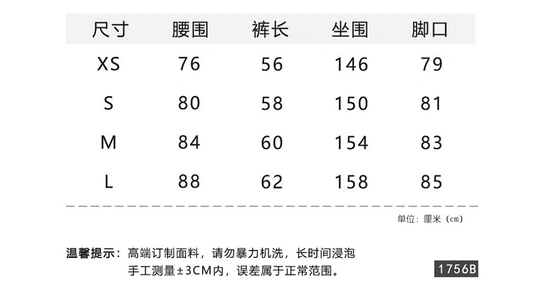 尺寸 腰围 裤长 坐围 脚口
XS 76 56 146 79
S 80 58 150 81
M 84 60 154 83
L 88 62 158 85
单位：厘米（cm）
温馨提示：高端订制面料，请勿暴力机洗，长时间浸泡
手工测量±3CM内，误差属于正常范围。
1756B